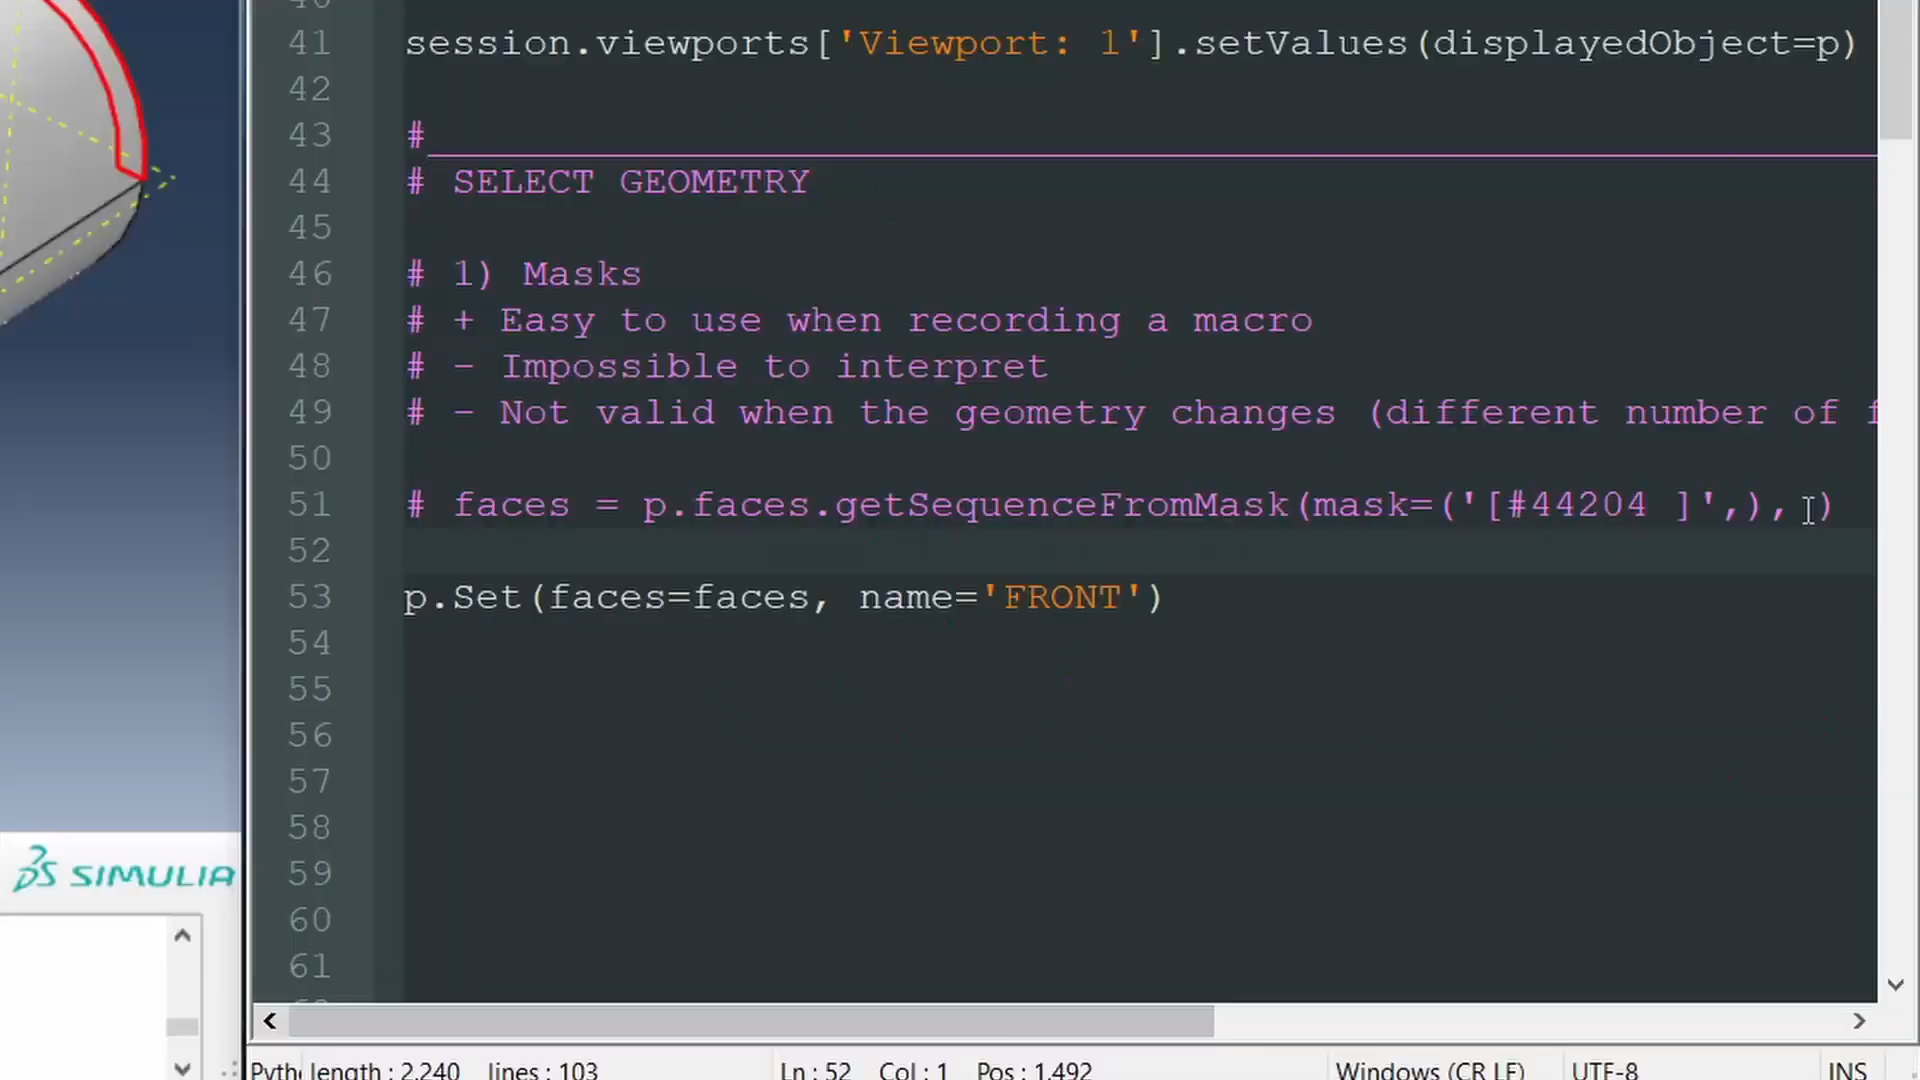 41 session.viewports['Viewport: 1'].setValues(displayedObject=p)
42
43 #
44 # SELECT GEOMETRY
45
46 # 1) Masks
47 # + Easy to use when recording a macro
48 # - Impossible to interpret
49 # - Not valid when the geometry changes (different number of
50
51 # faces = p.faces.getSequenceFromMask(mask=('[#44204 ]',), )
52
53 p.Set(faces=faces, name='FRONT')
54
55
56
57
58
59
60
61
SIMULIA
length : 2,240 lines : 103 Ln : 52 Col : 1 Pos : 1,492 Windows (CR LF) UTF-8 INS